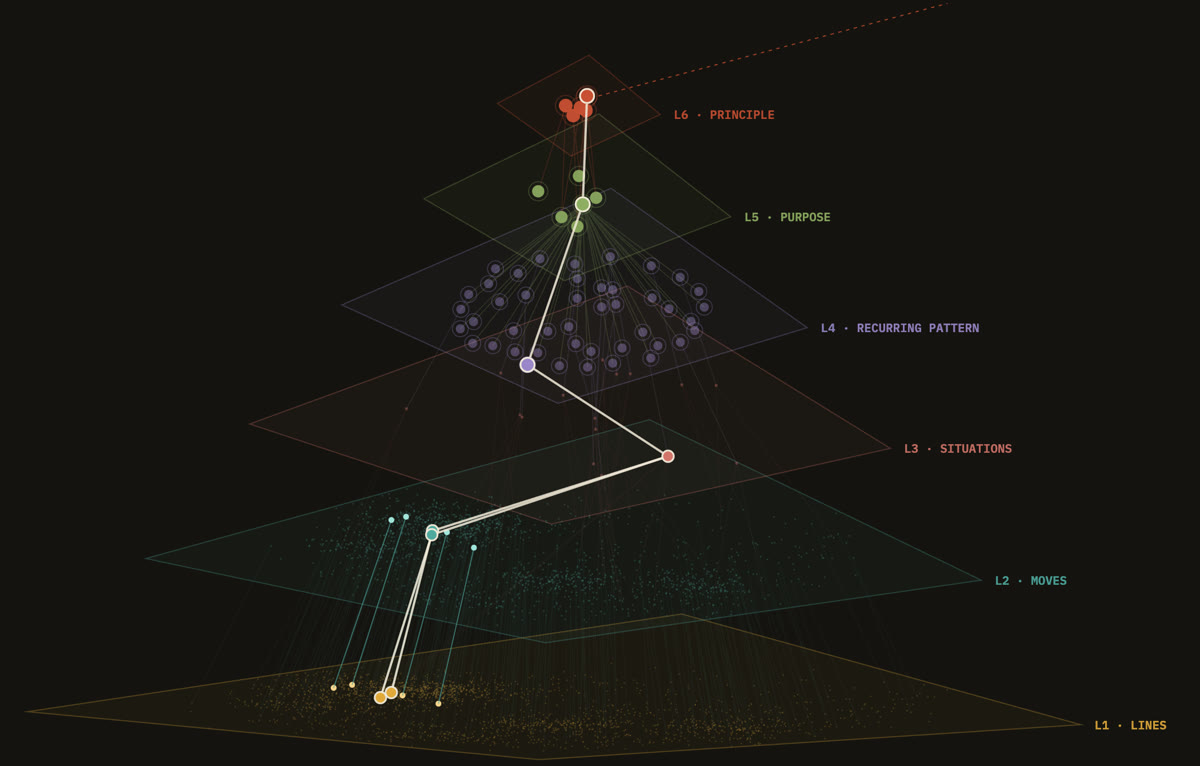 L6 · PRINCIPLE
L5 · PURPOSE
L4 · RECURRING PATTERN
L3 · SITUATIONS
L2 · MOVES
L1 · LINES